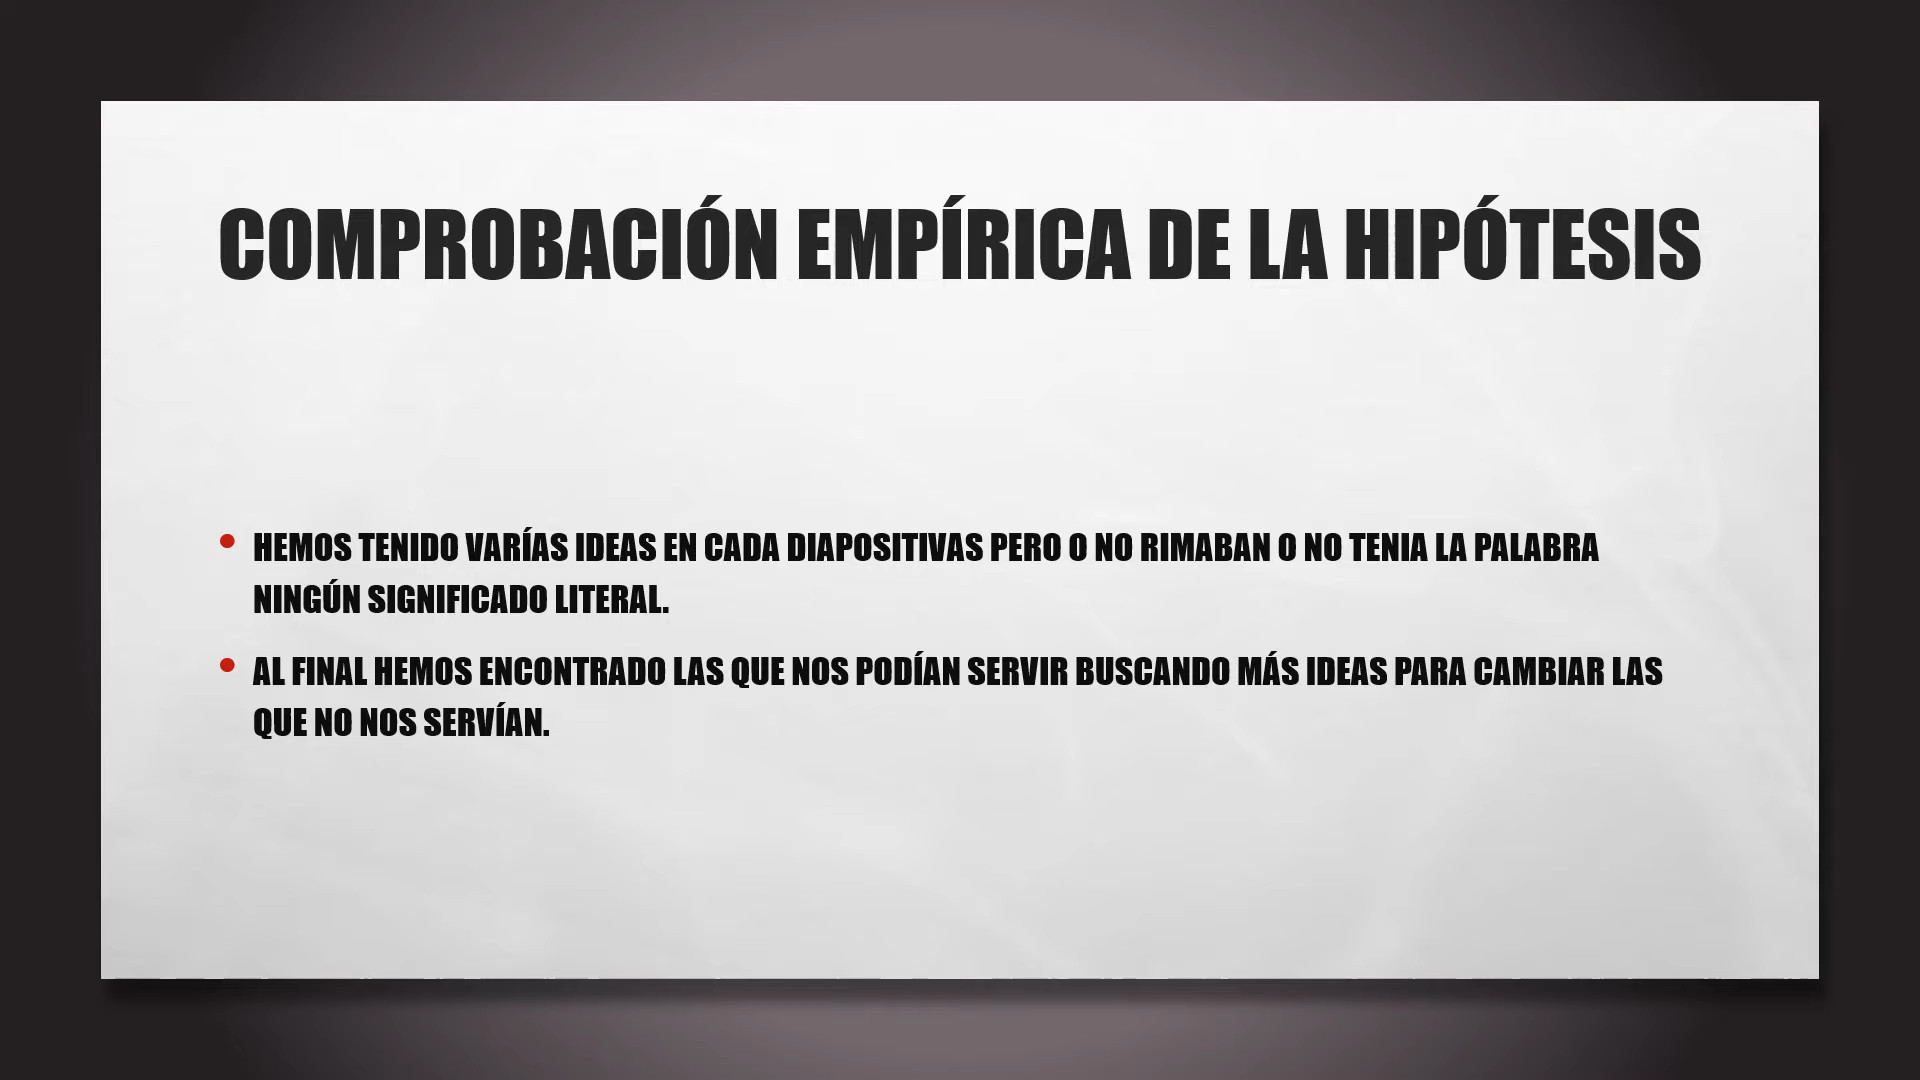 COMPROBACIÓN EMPÍRICA DE LA HIPÓTESIS
• HEMOS TENIDO VARÍAS IDEAS EN CADA DIAPOSITIVAS PERO O NO RIMABAN O NO TENIA LA PALABRA
NINGÚN SIGNIFICADO LITERAL.
• AL FINAL HEMOS ENCONTRADO LAS QUE NOS PODÍAN SERVIR BUSCANDO MÁS IDEAS PARA CAMBIAR LAS
QUE NO NOS SERVÍAN.